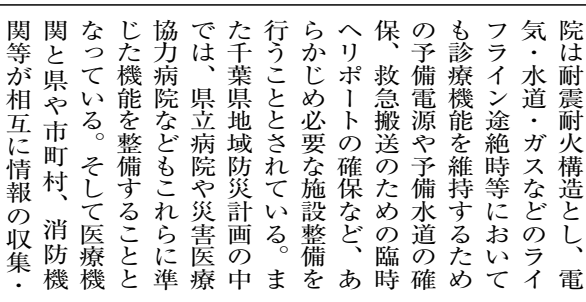 院は耐震耐火構造とし、電
気・水道・ガスなどのライ
フライン途絶時等において
も診療機能を維持するため
の予備電源や予備水道の確
保、救急搬送のための臨時
ヘリポートの確保など、あ
らかじめ必要な施設整備を
行うこととされている。ま
た千葉県地域防災計画の中
では、県立病院や災害医療
協力病院などもこれらに準
じた機能を整備することと
なっている。そして医療機
関と県や市町村、消防機
関等が相互に情報の収集・